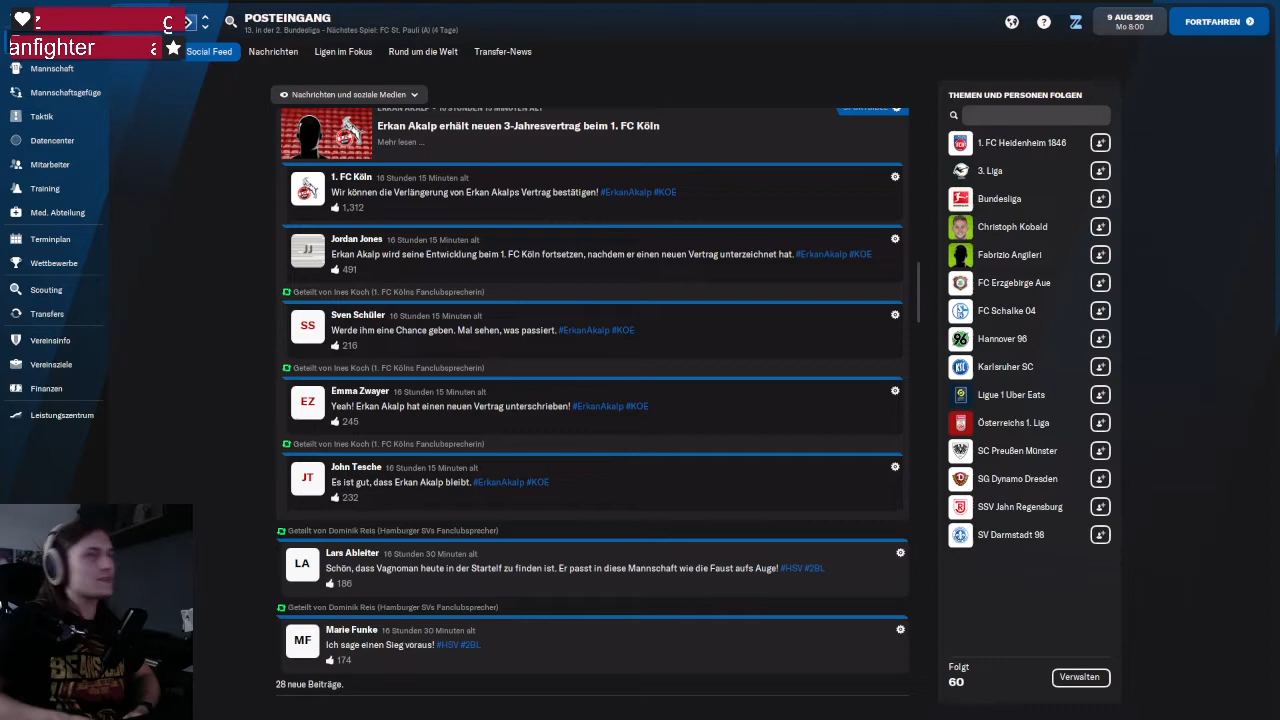 POSTEINGANG
13. in der 2. Bundesliga - Nächstes Spiel: FC St. Pauli (A) (4 Tage)
9 AUG 2021
Mo 8:00
FORTFAHREN
anfighter
Social Feed
Nachrichten
Ligen im Fokus
Rund um die Welt
Transfer-News
Mannschaft
Mannschaftsgefüge
Taktik
Datencenter
Mitarbeiter
Training
Med. Abteilung
Terminplan
Wettbewerbe
Scouting
Transfers
Vereinsinfo
Vereinsziele
Finanzen
Leistungszentrum
Nachrichten und soziale Medien
Erkan Akalp erhält neuen 3-Jahresvertrag beim 1. FC Köln
Mehr lesen ...
1. FC Köln 16 Stunden 15 Minuten alt
Wir können die Verlängerung von Erkan Akalps Vertrag bestätigen! #ErkanAkalp #KOE
1,312
JJ
Jordan Jones 16 Stunden 15 Minuten alt
Erkan Akalp wird seine Entwicklung beim 1. FC Köln fortsetzen, nachdem er einen neuen Vertrag unterzeichnet hat. #ErkanAkalp #KOE
491
Geteilt von Ines Koch (1. FC Kölns Fanclubsprecherin)
SS
Sven Schüler 16 Stunden 15 Minuten alt
Werde ihm eine Chance geben. Mal sehen, was passiert. #ErkanAkalp #KOE
216
Geteilt von Ines Koch (1. FC Kölns Fanclubsprecherin)
EZ
Emma Zwayer 16 Stunden 15 Minuten alt
Yeah! Erkan Akalp hat einen neuen Vertrag unterschrieben! #ErkanAkalp #KOE
245
Geteilt von Ines Koch (1. FC Kölns Fanclubsprecherin)
JT
John Tesche 16 Stunden 15 Minuten alt
Es ist gut, dass Erkan Akalp bleibt. #ErkanAkalp #KOE
232
Geteilt von Dominik Reis (Hamburger SVs Fanclubsprecher)
LA
Lars Ableiter 16 Stunden 30 Minuten alt
Schön, dass Vagnoman heute in der Startelf zu finden ist. Er passt in diese Mannschaft wie die Faust aufs Auge! #HSV #2BL
186
Geteilt von Dominik Reis (Hamburger SVs Fanclubsprecher)
MF
Marie Funke 16 Stunden 30 Minuten alt
Ich sage einen Sieg voraus! #HSV #2BL
174
28 neue Beiträge.
THEMEN UND PERSONEN FOLGEN
1. FC Heidenheim 1846
3. Liga
Bundesliga
Christoph Kobald
Fabrizio Angileri
FC Erzgebirge Aue
FC Schalke 04
Hannover 96
Karlsruher SC
Ligue 1 Uber Eats
Österreichs 1. Liga
SC Preußen Münster
SG Dynamo Dresden
SSV Jahn Regensburg
SV Darmstadt 98
Folgt
60
Verwalten